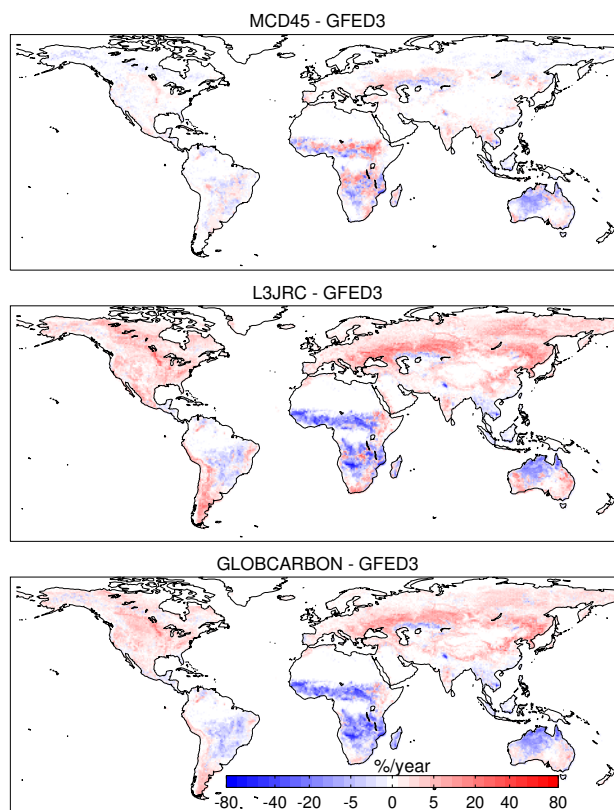 MCD45 - GFED3
L3JRC - GFED3
GLOBCARBON - GFED3
%/year
-80 -40 -20 -5 0 5 20 40 80